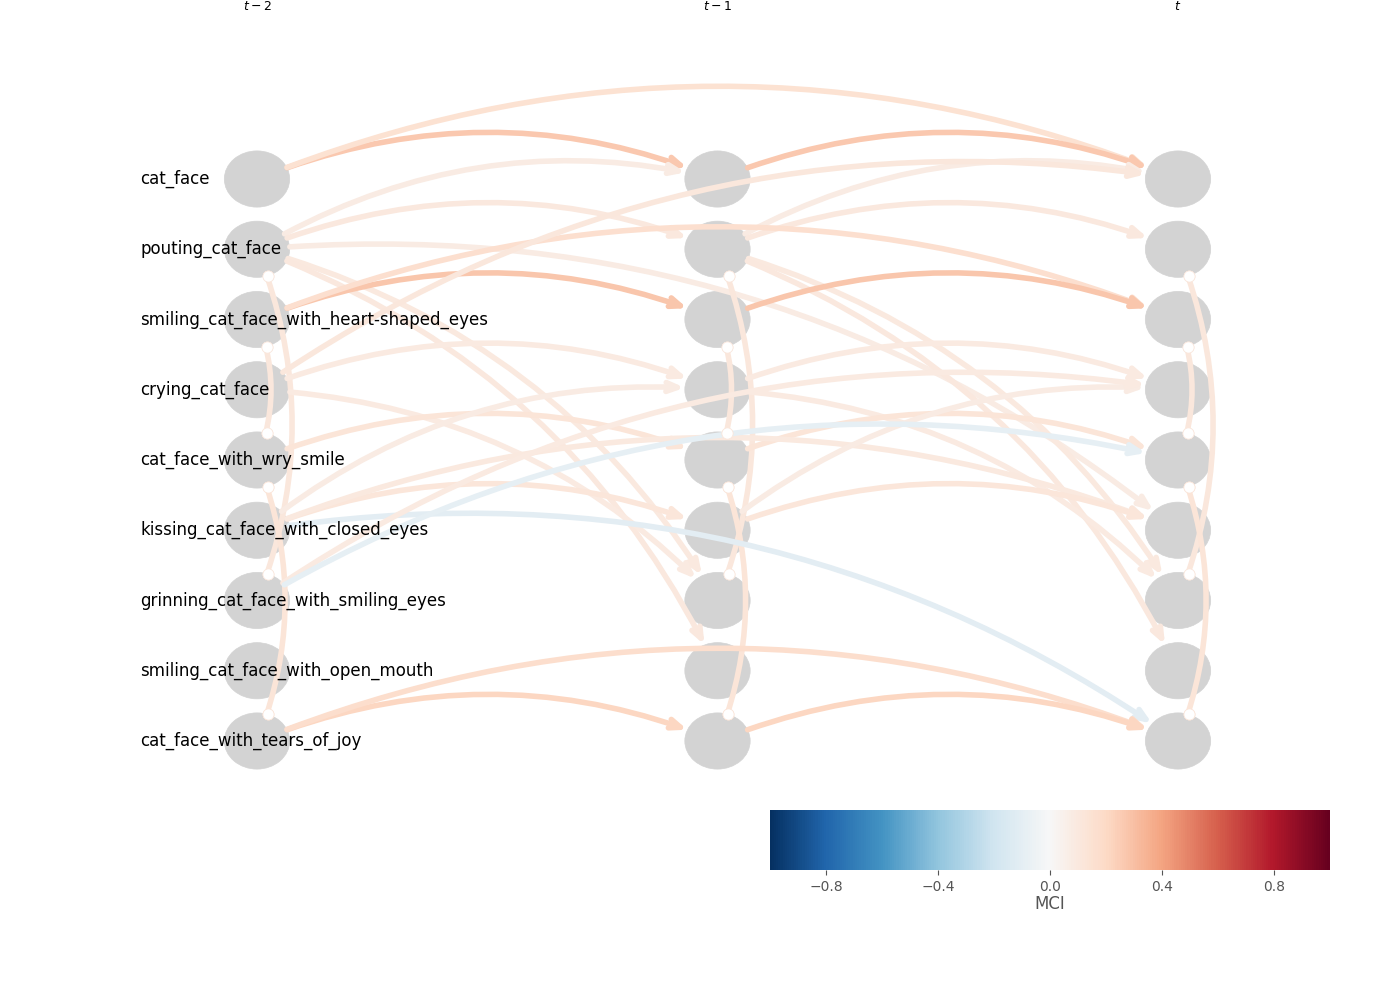 t − 2 t − 1 t
cat_face
pouting_cat_face
smiling_cat_face_with_heart-shaped_eyes
crying_cat_face
cat_face_with_wry_smile
kissing_cat_face_with_closed_eyes
grinning_cat_face_with_smiling_eyes
smiling_cat_face_with_open_mouth
cat_face_with_tears_of_joy
−0.8 −0.4 0.0 0.4 0.8
MCI